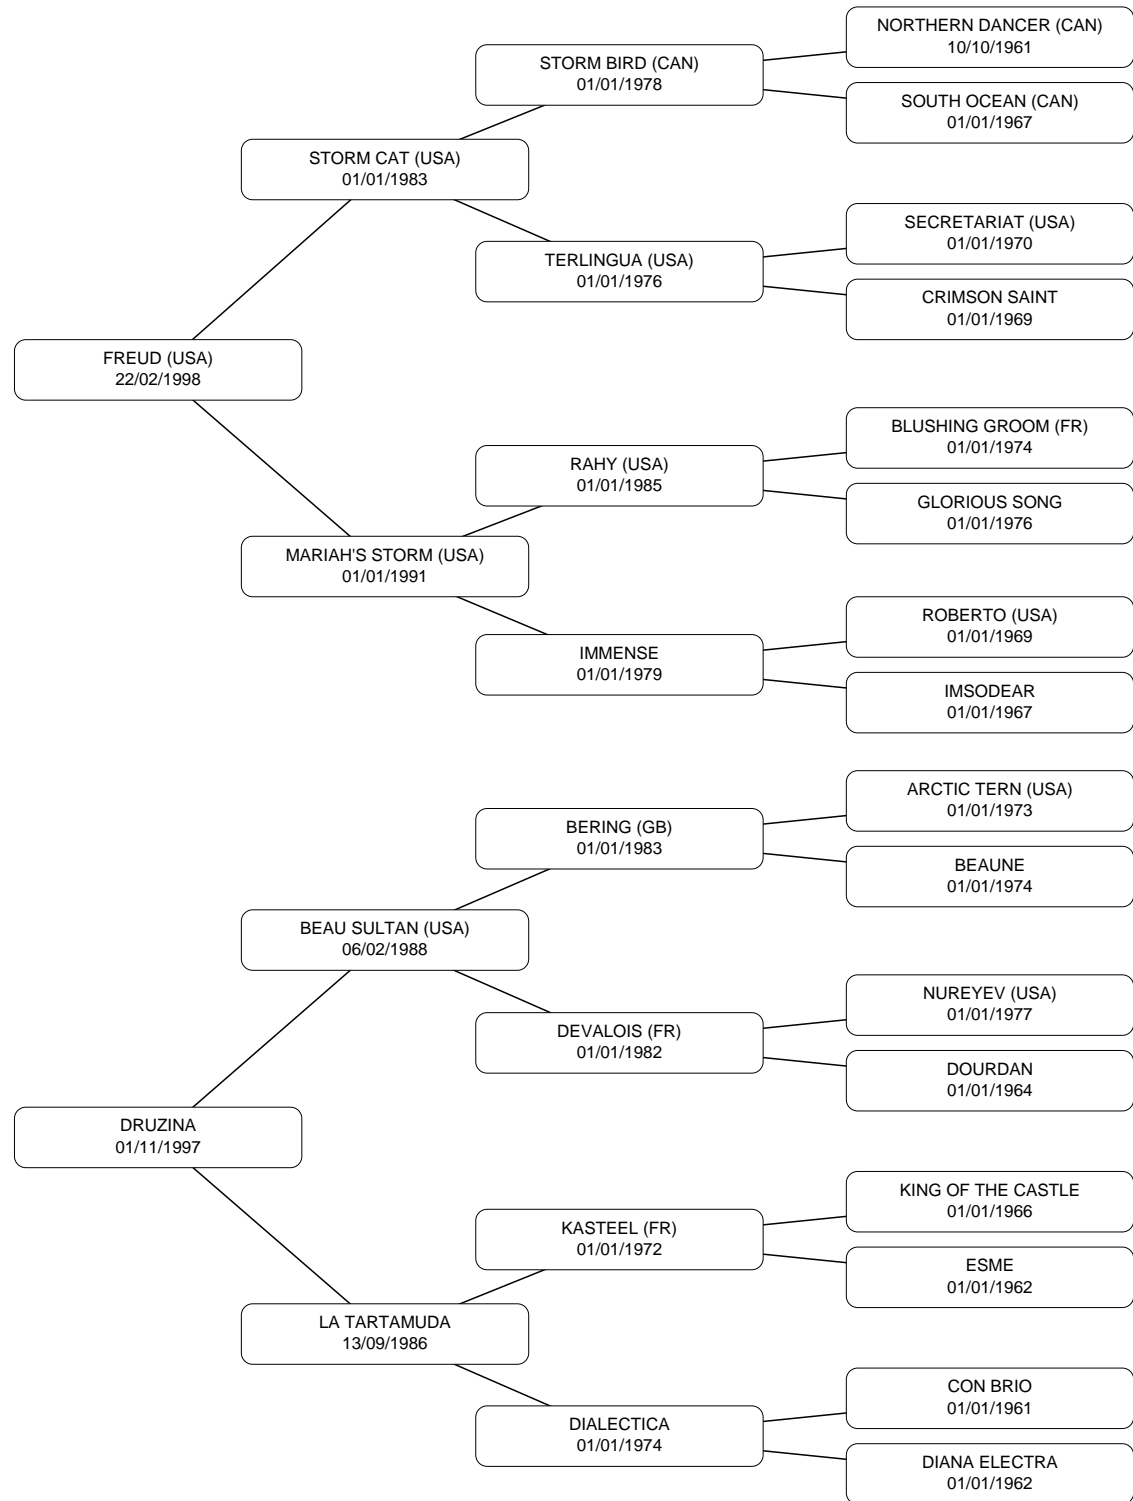 NORTHERN DANCER (CAN)
10/10/1961
STORM BIRD (CAN)
01/01/1978
SOUTH OCEAN (CAN)
01/01/1967
STORM CAT (USA)
01/01/1983
SECRETARIAT (USA)
01/01/1970
TERLINGUA (USA)
01/01/1976
CRIMSON SAINT
01/01/1969
FREUD (USA)
22/02/1998
BLUSHING GROOM (FR)
01/01/1974
RAHY (USA)
01/01/1985
GLORIOUS SONG
01/01/1976
MARIAH'S STORM (USA)
01/01/1991
ROBERTO (USA)
01/01/1969
IMMENSE
01/01/1979
IMSODEAR
01/01/1967
ARCTIC TERN (USA)
01/01/1973
BERING (GB)
01/01/1983
BEAUNE
01/01/1974
BEAU SULTAN (USA)
06/02/1988
NUREYEV (USA)
01/01/1977
DEVALOIS (FR)
01/01/1982
DOURDAN
01/01/1964
DRUZINA
01/11/1997
KING OF THE CASTLE
01/01/1966
KASTEEL (FR)
01/01/1972
ESME
01/01/1962
LA TARTAMUDA
13/09/1986
CON BRIO
01/01/1961
DIALECTICA
01/01/1974
DIANA ELECTRA
01/01/1962